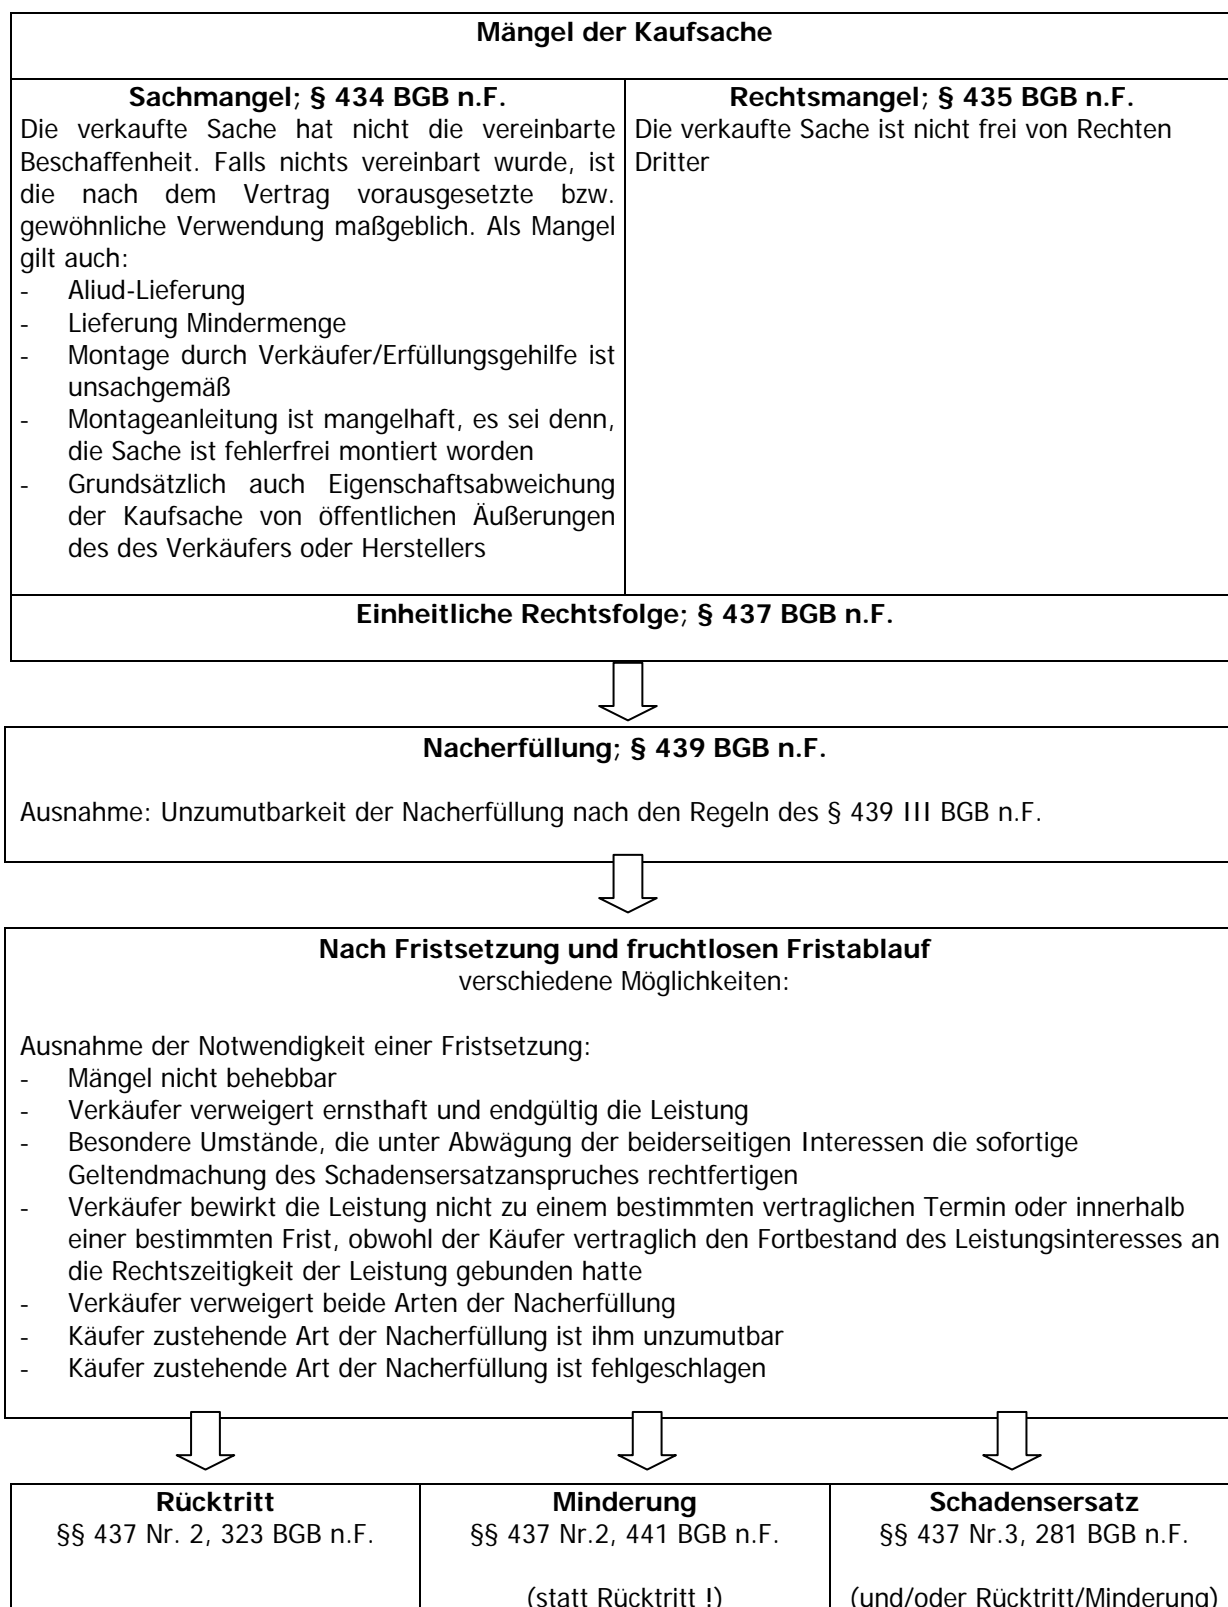 Mängel der Kaufsache
Sachmangel; § 434 BGB n.F.
Die verkaufte Sache hat nicht die vereinbarte
Beschaffenheit. Falls nichts vereinbart wurde, ist
die nach dem Vertrag vorausgesetzte bzw.
gewöhnliche Verwendung maßgeblich. Als Mangel
gilt auch:
- Aliud-Lieferung
- Lieferung Mindermenge
- Montage durch Verkäufer/Erfüllungsgehilfe ist
unsachgemäß
- Montageanleitung ist mangelhaft, es sei denn,
die Sache ist fehlerfrei montiert worden
- Grundsätzlich auch Eigenschaftsabweichung
der Kaufsache von öffentlichen Äußerungen
des des Verkäufers oder Herstellers
Rechtsmangel; § 435 BGB n.F.
Die verkaufte Sache ist nicht frei von Rechten
Dritter
Einheitliche Rechtsfolge; § 437 BGB n.F.
Nacherfüllung; § 439 BGB n.F.
Ausnahme: Unzumutbarkeit der Nacherfüllung nach den Regeln des § 439 III BGB n.F.
Nach Fristsetzung und fruchtlosen Fristablauf
verschiedene Möglichkeiten:
Ausnahme der Notwendigkeit einer Fristsetzung:
- Mängel nicht behebbar
- Verkäufer verweigert ernsthaft und endgültig die Leistung
- Besondere Umstände, die unter Abwägung der beiderseitigen Interessen die sofortige
Geltendmachung des Schadensersatzanspruches rechtfertigen
- Verkäufer bewirkt die Leistung nicht zu einem bestimmten vertraglichen Termin oder innerhalb
einer bestimmten Frist, obwohl der Käufer vertraglich den Fortbestand des Leistungsinteresses an
die Rechtszeitigkeit der Leistung gebunden hatte
- Verkäufer verweigert beide Arten der Nacherfüllung
- Käufer zustehende Art der Nacherfüllung ist ihm unzumutbar
- Käufer zustehende Art der Nacherfüllung ist fehlgeschlagen
Rücktritt
§§ 437 Nr. 2, 323 BGB n.F.
Minderung
§§ 437 Nr.2, 441 BGB n.F.
(statt Rücktritt !)
Schadensersatz
§§ 437 Nr.3, 281 BGB n.F.
(und/oder Rücktritt/Minderung)